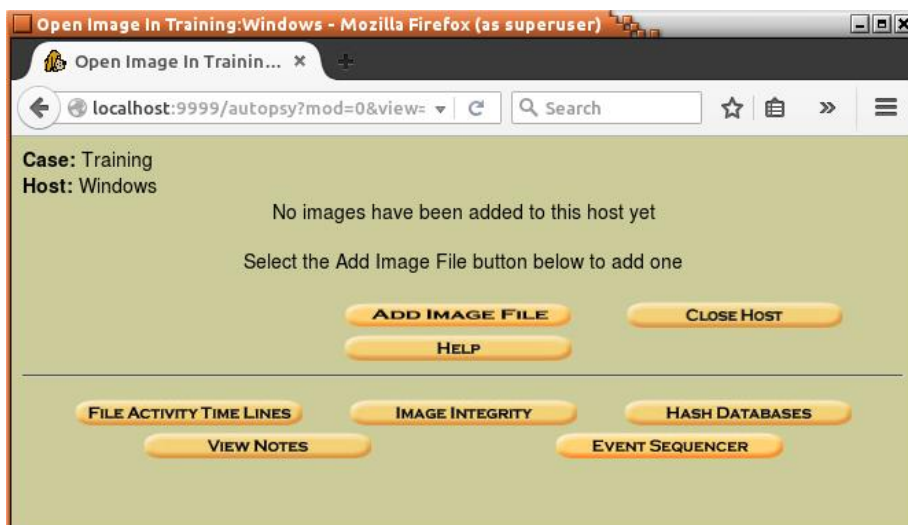 Open Image In Training:Windows - Mozilla Firefox (as superuser)
Open Image In Trainin... ×
localhost:9999/autopsy?mod=0&view= Search
Case: Training
Host: Windows
No images have been added to this host yet
Select the Add Image File button below to add one
ADD IMAGE FILE CLOSE HOST
HELP
FILE ACTIVITY TIME LINES IMAGE INTEGRITY HASH DATABASES
VIEW NOTES EVENT SEQUENCER